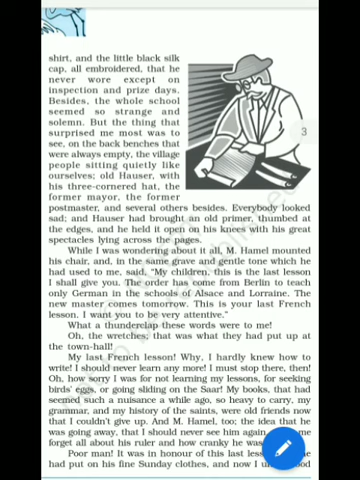 shirt, and the little black silk
cap, all embroidered, that he
never wore except on
inspection and prize days.
Besides, the whole school
seemed so strange and
solemn. But the thing that
surprised me most was to
see, on the back benches that
were always empty, the village
people sitting quietly like
ourselves; old Hauser, with
his three-cornered hat, the
former mayor, the former
postmaster, and several others besides. Everybody looked
sad; and Hauser had brought an old primer, thumbed at
the edges, and he held it open on his knees with his great
spectacles lying across the pages.
While I was wondering about it all, M. Hamel mounted
his chair, and, in the same grave and gentle tone which he
had used to me, said, “My children, this is the last lesson
I shall give you. The order has come from Berlin to teach
only German in the schools of Alsace and Lorraine. The
new master comes tomorrow. This is your last French
lesson. I want you to be very attentive.”
What a thunderclap these words were to me!
Oh, the wretches; that was what they had put up at
the town-hall!
My last French lesson! Why, I hardly knew how to
write! I should never learn any more! I must stop there, then!
Oh, how sorry I was for not learning my lessons, for seeking
birds’ eggs, or going sliding on the Saar! My books, that had
seemed such a nuisance a while ago, so heavy to carry, my
grammar, and my history of the saints, were old friends now
that I couldn’t give up. And M. Hamel, too; the idea that he
was going away, that I should never see him again
forget all about his ruler and how cranky he was
Poor man! It was in honour of this last
had put on his fine Sunday clothes, and now I
3